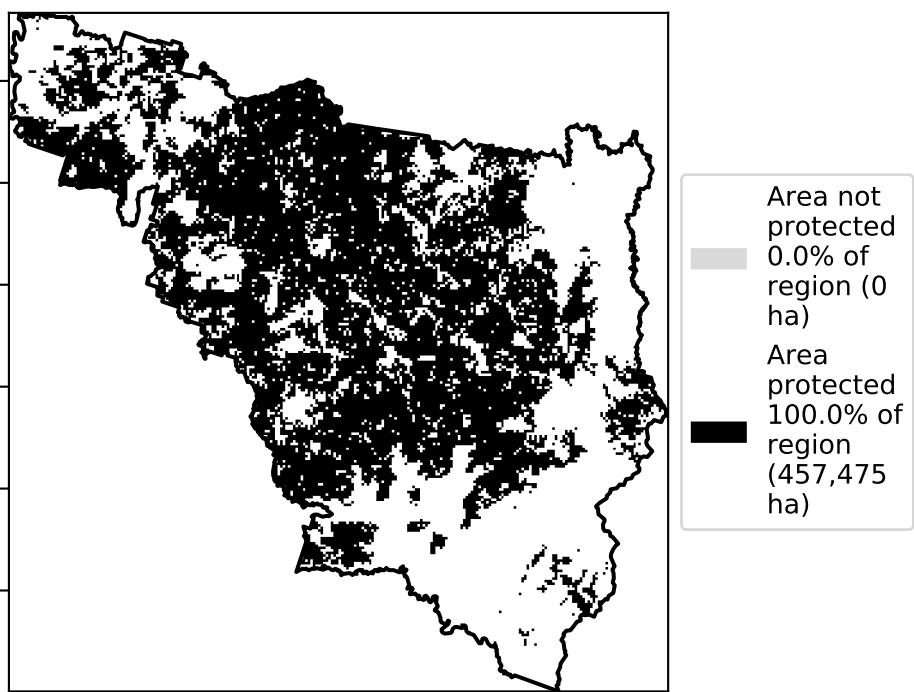 Area not
protected
0.0% of
region (0
ha)
Area
protected
100.0% of
region
(457,475
ha)